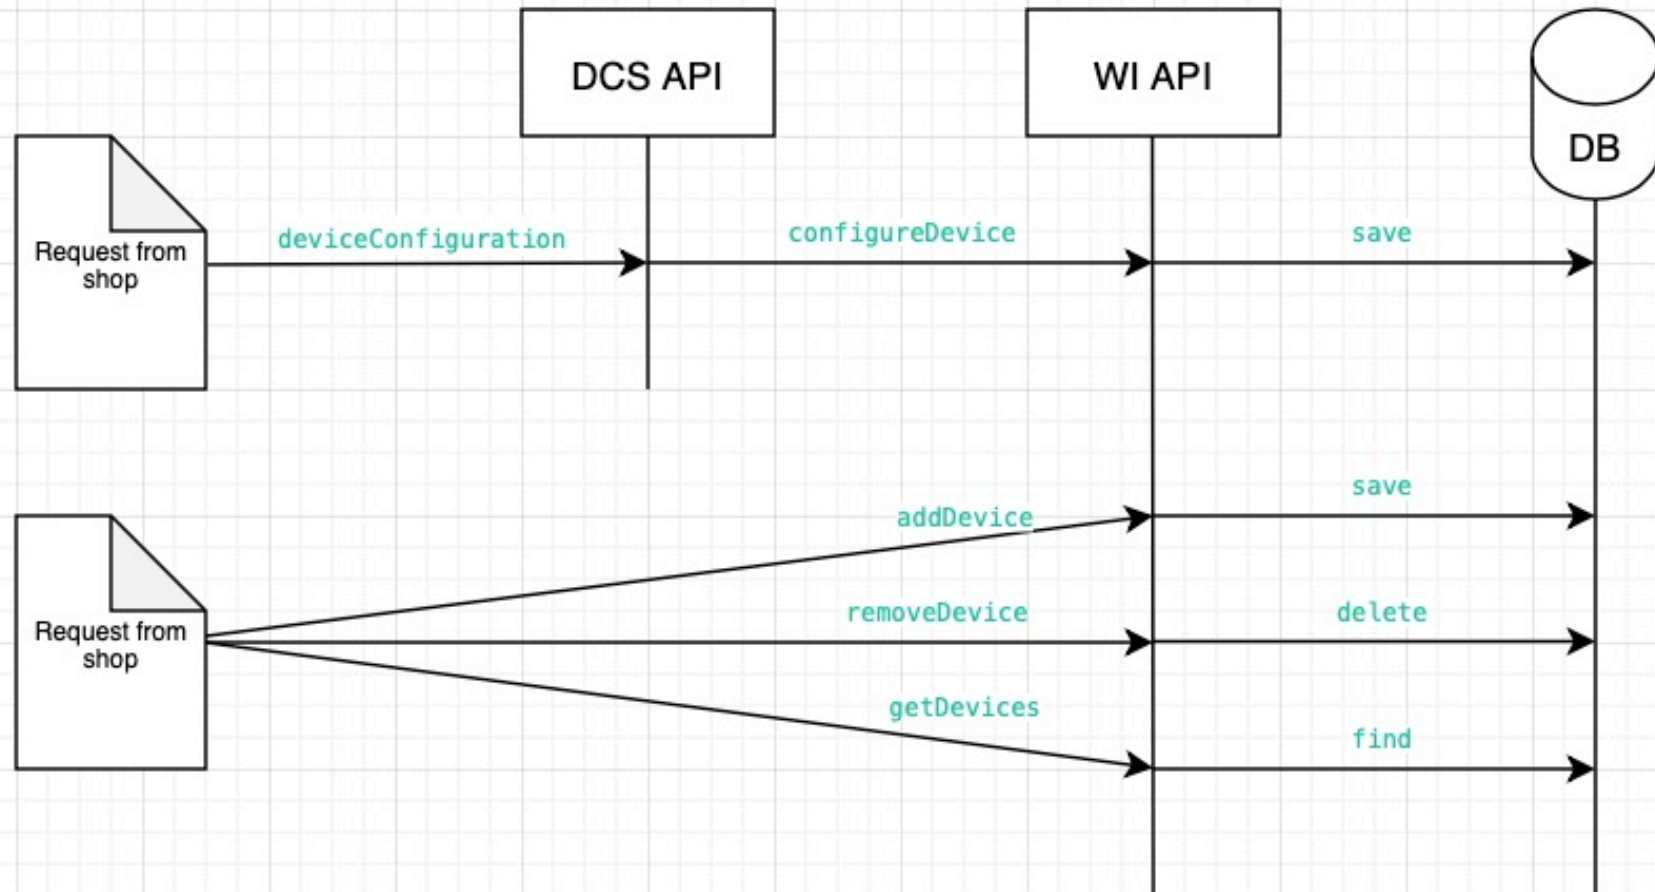 DCS API
WI API
DB
Request from
shop
deviceConfiguration
configureDevice
save
Request from
shop
addDevice
save
removeDevice
delete
getDevices
find